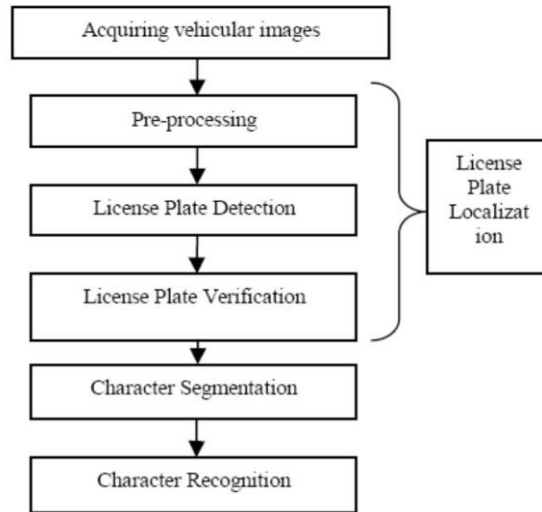 Acquiring vehicular images
Pre-processing
License Plate Detection
License Plate Verification
Character Segmentation
Character Recognition
License
Plate
Localizat
ion